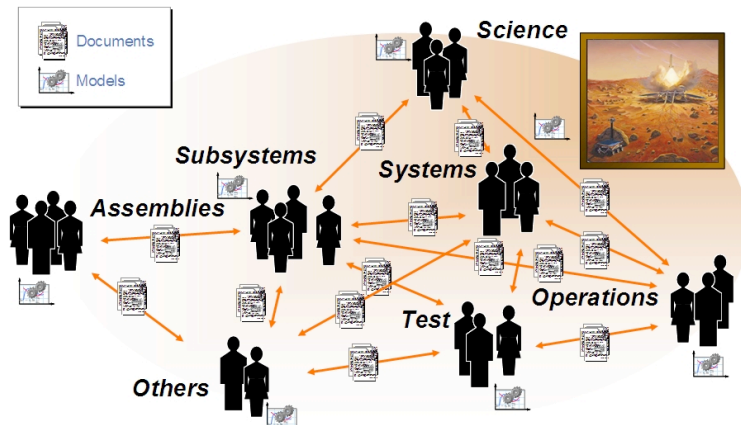 Documents
Models
Science
Subsystems
Systems
Assemblies
Operations
Test
Others